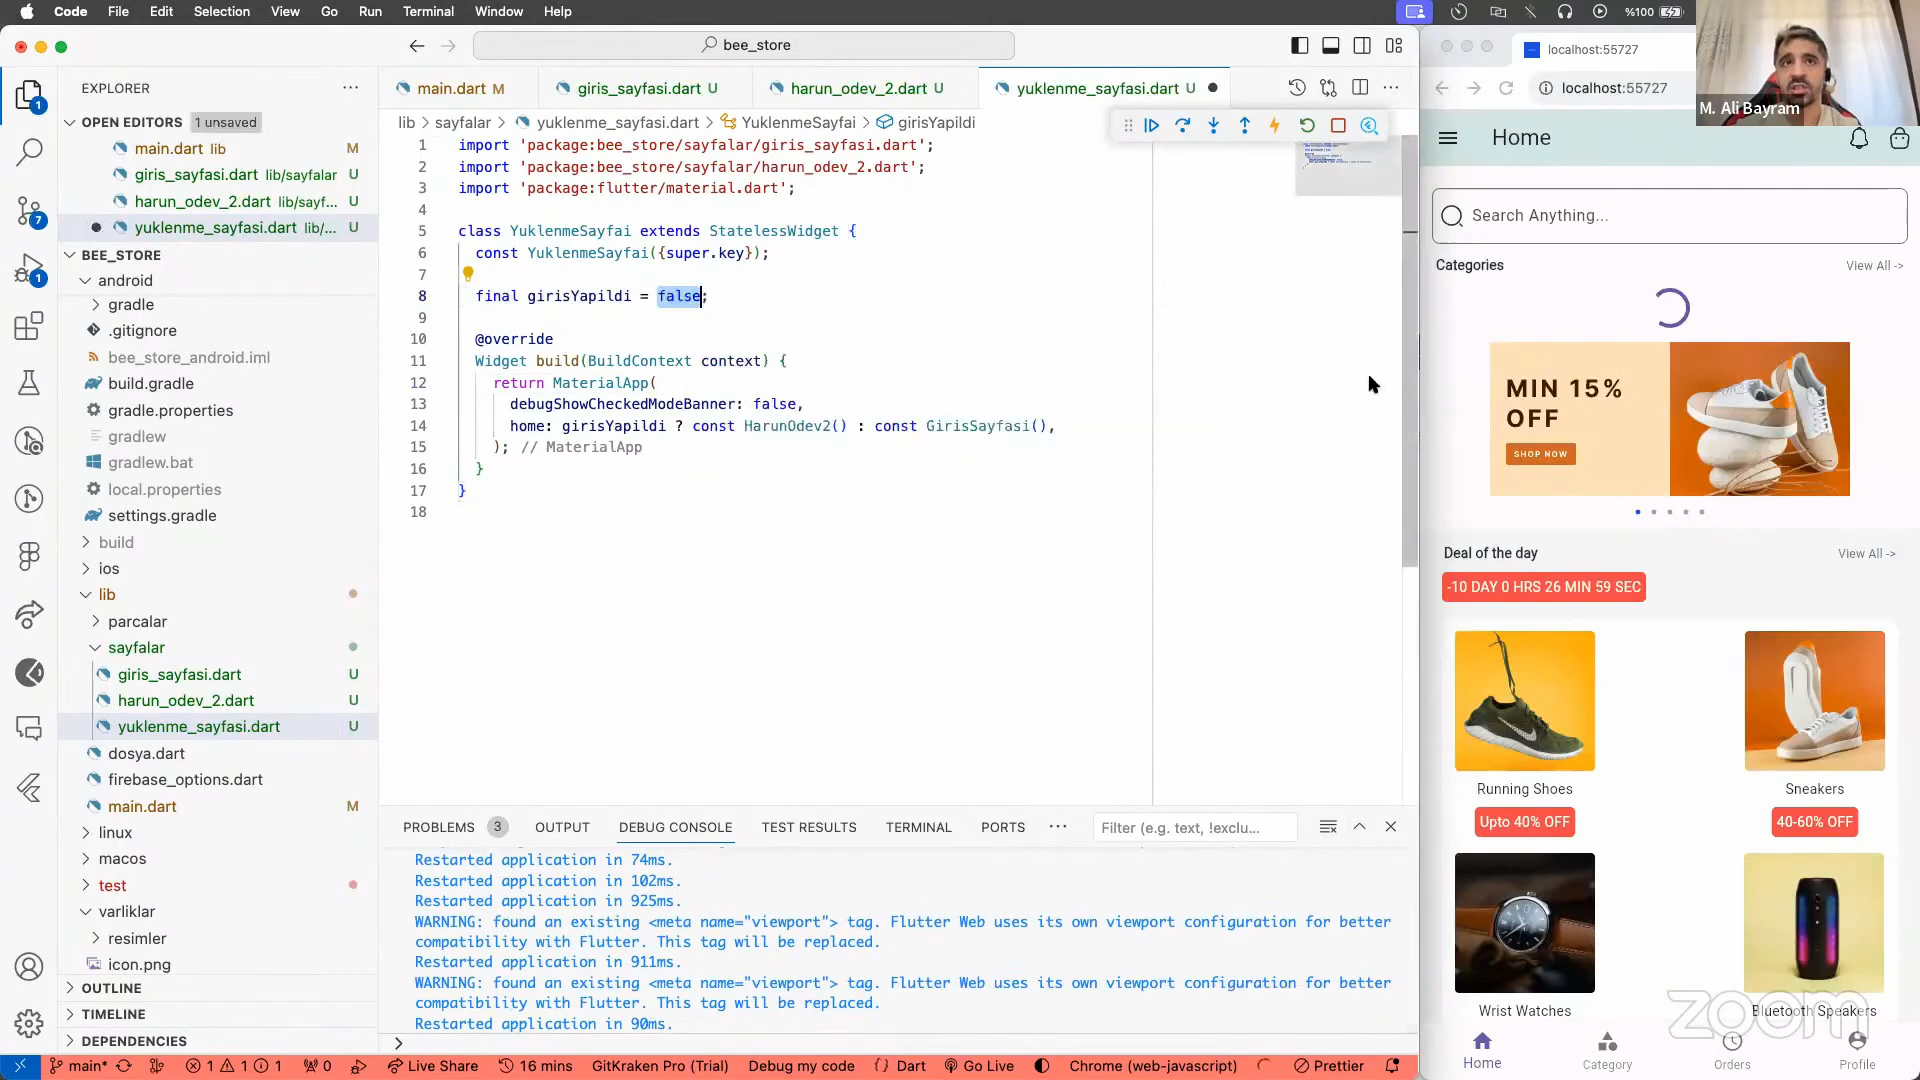 Code File Edit Selection View Go Run Terminal Window Help
%100
bee_store
EXPLORER
OPEN EDITORS 1 unsaved
main.dart lib M
giris_sayfasi.dart lib/sayfalar U
harun_odev_2.dart lib/sayf... U
yuklenme_sayfasi.dart lib/... U
BEE_STORE
android
gradle
.gitignore
bee_store_android.iml
build.gradle
gradle.properties
gradlew
gradlew.bat
local.properties
settings.gradle
build
ios
lib
parcalar
sayfalar
giris_sayfasi.dart U
harun_odev_2.dart U
yuklenme_sayfasi.dart U
dosya.dart
firebase_options.dart
main.dart M
linux
macos
test
varliklar
resimler
icon.png
OUTLINE
TIMELINE
DEPENDENCIES
1
7
1
main.dart M giris_sayfasi.dart U harun_odev_2.dart U yuklenme_sayfasi.dart U
lib > sayfalar > yuklenme_sayfasi.dart > YuklenmeSayfai > girisYapildi
1 import 'package:bee_store/sayfalar/giris_sayfasi.dart';
2 import 'package:bee_store/sayfalar/harun_odev_2.dart';
3 import 'package:flutter/material.dart';
4
5 class YuklenmeSayfai extends StatelessWidget {
6 const YuklenmeSayfai({super.key});
7
8 final girisYapildi = false;
9
10 @override
11 Widget build(BuildContext context) {
12 return MaterialApp(
13 debugShowCheckedModeBanner: false,
14 home: girisYapildi ? const HarunOdev2() : const GirisSayfasi(),
15 ); // MaterialApp
16 }
17 }
18
PROBLEMS 3 OUTPUT DEBUG CONSOLE TEST RESULTS TERMINAL PORTS ... Filter (e.g. text, !exclu...
Restarted application in 74ms.
Restarted application in 102ms.
Restarted application in 925ms.
WARNING: found an existing <meta name="viewport"> tag. Flutter Web uses its own viewport configuration for better
compatibility with Flutter. This tag will be replaced.
Restarted application in 911ms.
WARNING: found an existing <meta name="viewport"> tag. Flutter Web uses its own viewport configuration for better
compatibility with Flutter. This tag will be replaced.
Restarted application in 90ms.
>
main* 1 1 1 0 Live Share 16 mins GitKraken Pro (Trial) Debug my code {} Dart Go Live Chrome (web-javascript) Prettier
localhost:55727
localhost:55727
M. Ali Bayram
Home
Search Anything...
Categories View All ->
MIN 15%
OFF
SHOP NOW
Deal of the day View All ->
-10 DAY 0 HRS 26 MIN 59 SEC
Running Shoes Sneakers
Upto 40% OFF 40-60% OFF
Wrist Watches Bluetooth Speakers
zoom
Home Category Orders Profile